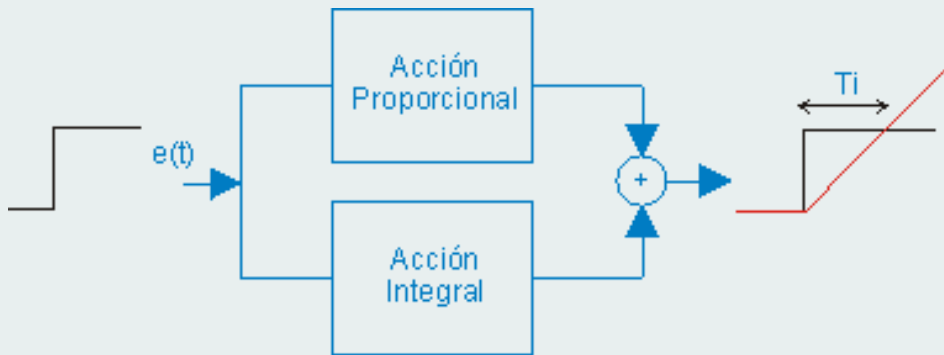 Acción
Proporcional
e(t)
+
Ti
Acción
Integral